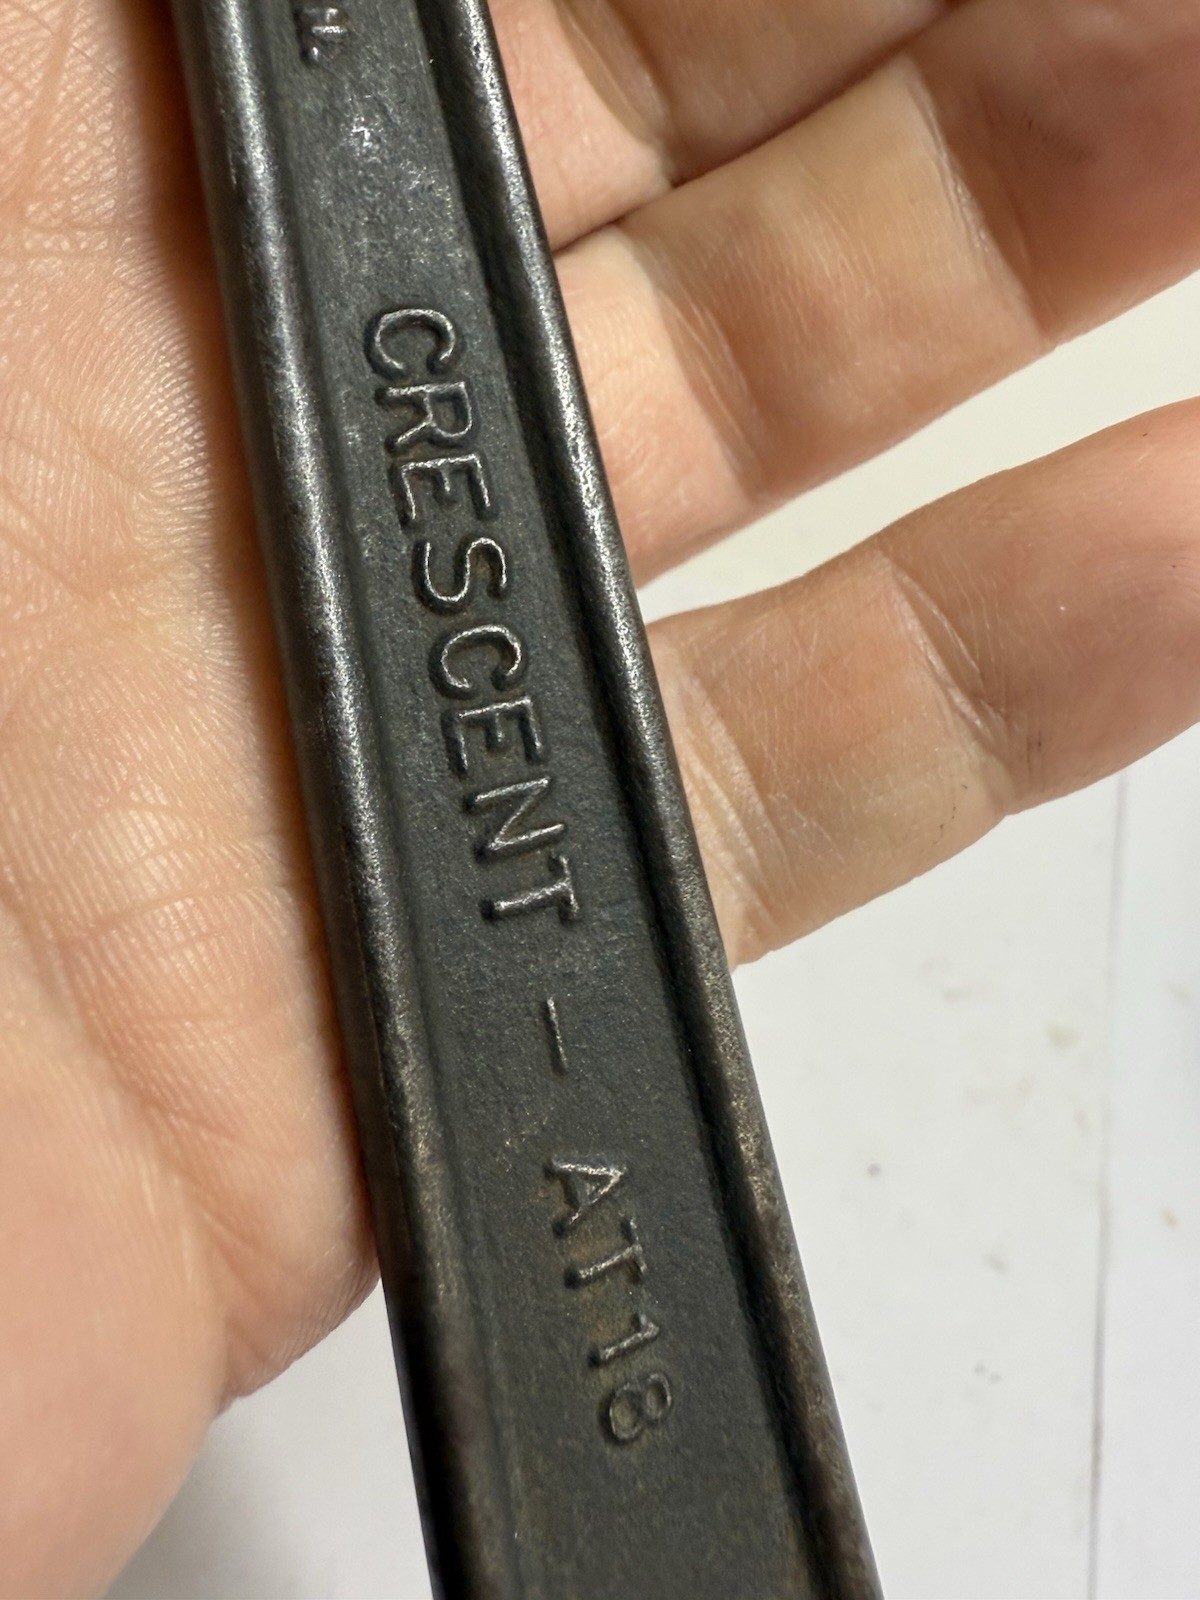 H.
CRESCENT - AT18